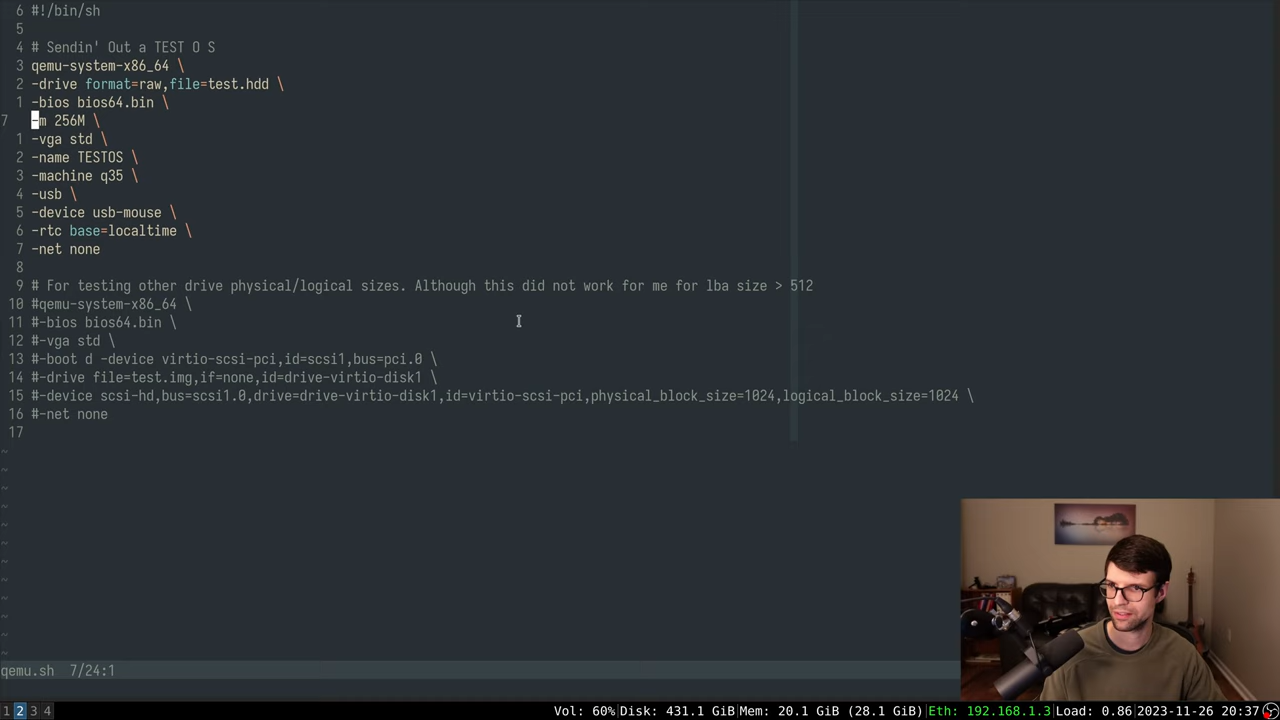 6 #!/bin/sh
5
4 # Sendin' Out a TEST O S
3 qemu-system-x86_64 \
2 -drive format=raw,file=test.hdd \
1 -bios bios64.bin \
7 -m 256M \
1 -vga std \
2 -name TESTOS \
3 -machine q35 \
4 -usb \
5 -device usb-mouse \
6 -rtc base=localtime \
7 -net none
8
9 # For testing other drive physical/logical sizes. Although this did not work for me for lba size > 512
10 #qemu-system-x86_64 \
11 #-bios bios64.bin \
12 #-vga std \
13 #-boot d -device virtio-scsi-pci,id=scsi1,bus=pci.0 \
14 #-drive file=test.img,if=none,id=drive-virtio-disk1 \
15 #-device scsi-hd,bus=scsi1.0,drive=drive-virtio-disk1,id=virtio-scsi-pci,physical_block_size=1024,logical_block_size=1024 \
16 #-net none
17
~
~
~
~
~
~
~
~
~
~
~
~
qemu.sh 7/24:1
1 2 3 4 Vol: 60% Disk: 431.1 GiB Mem: 20.1 GiB (28.1 GiB) Eth: 192.168.1.3 Load: 0.86 2023-11-26 20:37